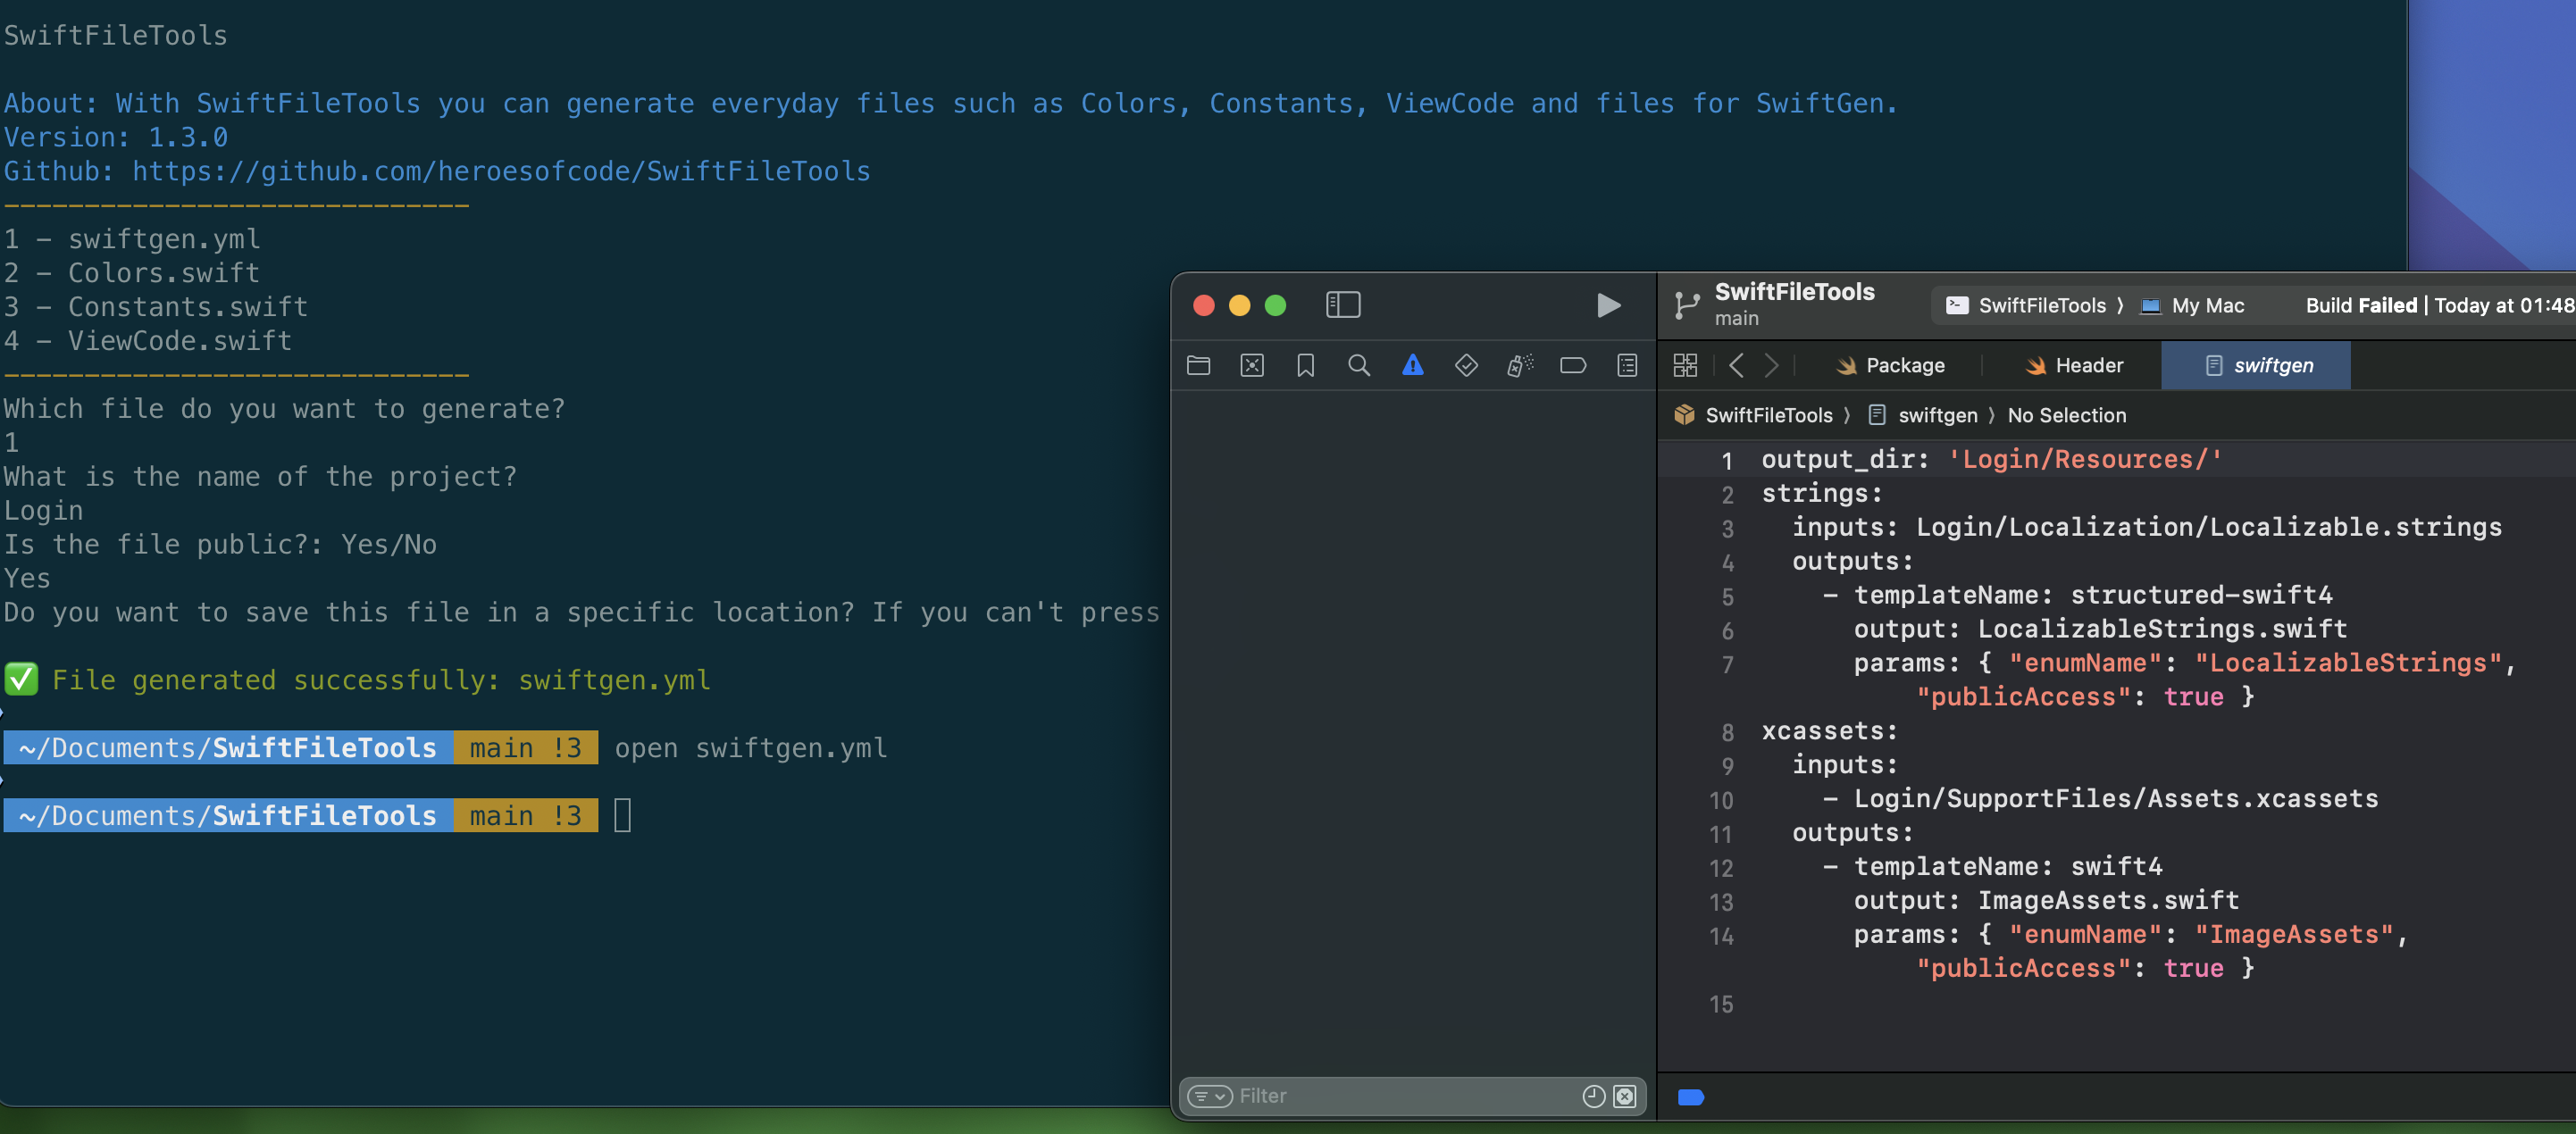 SwiftFileTools
About: With SwiftFileTools you can generate everyday files such as Colors, Constants, ViewCode and files for SwiftGen.
Version: 1.3.0
Github: https://github.com/heroesofcode/SwiftFileTools
-----------------------------
1 - swiftgen.yml
2 - Colors.swift
3 - Constants.swift
4 - ViewCode.swift
-----------------------------
Which file do you want to generate?
1
What is the name of the project?
Login
Is the file public?: Yes/No
Yes
Do you want to save this file in a specific location? If you can't press
✅ File generated successfully: swiftgen.yml
~/Documents/SwiftFileTools main !3 open swiftgen.yml
~/Documents/SwiftFileTools main !3
SwiftFileTools
main
SwiftFileTools ⟩ My Mac
Build Failed | Today at 01:48
Package
Header
swiftgen
SwiftFileTools ⟩ swiftgen ⟩ No Selection
1 output_dir: 'Login/Resources/'
2 strings:
3   inputs: Login/Localization/Localizable.strings
4   outputs:
5     - templateName: structured-swift4
6       output: LocalizableStrings.swift
7       params: { "enumName": "LocalizableStrings",
"publicAccess": true }
8 xcassets:
9   inputs:
10     - Login/SupportFiles/Assets.xcassets
11   outputs:
12     - templateName: swift4
13       output: ImageAssets.swift
14       params: { "enumName": "ImageAssets",
"publicAccess": true }
15
Filter